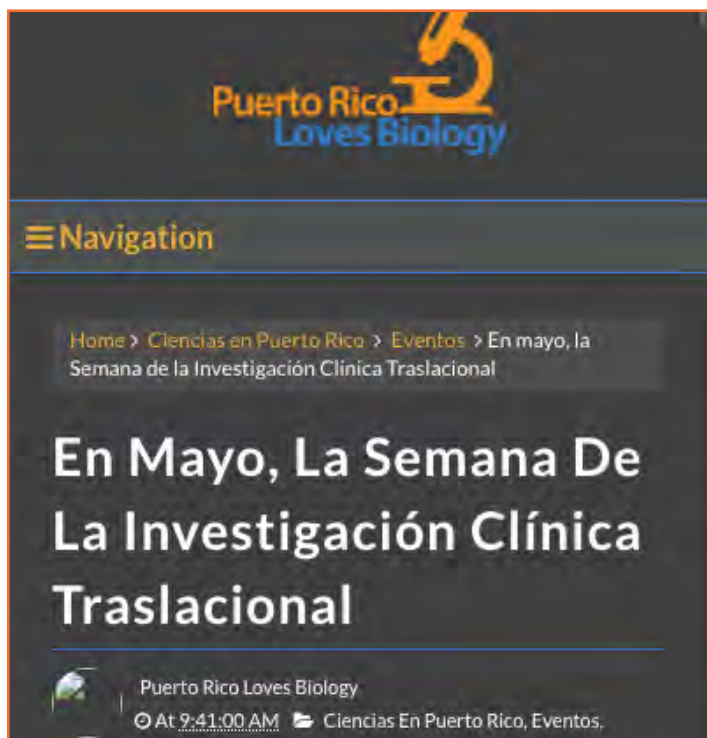 Puerto Rico
Loves Biology
Navigation
Home > Ciencias en Puerto Rico > Eventos > En mayo, la
Semana de la Investigación Clínica Traslacional
En Mayo, La Semana De
La Investigación Clínica
Traslacional
Puerto Rico Loves Biology
At 9:41:00 AM Ciencias En Puerto Rico, Eventos,